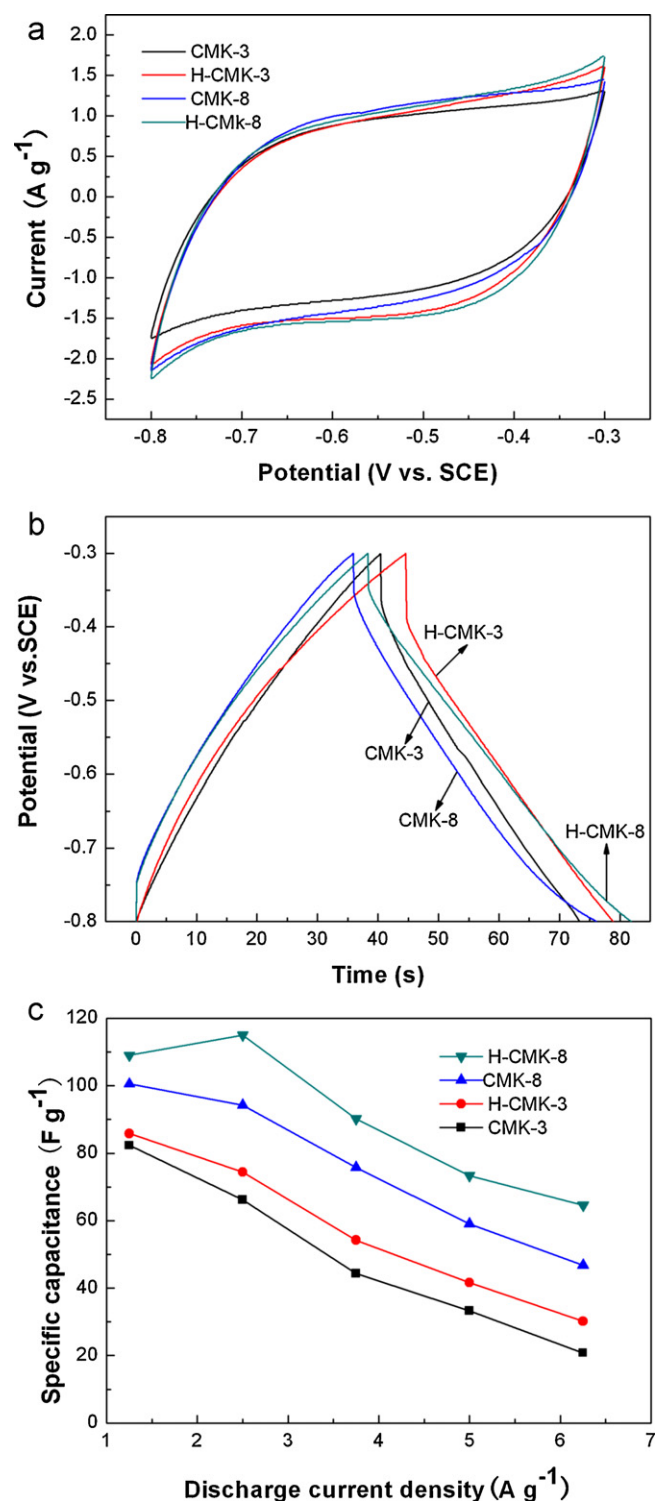 a
2.0
1.5
1.0
0.5
0.0
-0.5
-1.0
-1.5
-2.0
-2.5
Current (A g-1)
CMK-3
H-CMK-3
CMK-8
H-CMk-8
-0.8 -0.7 -0.6 -0.5 -0.4 -0.3
Potential (V vs. SCE)
b
-0.3
-0.4
-0.5
-0.6
-0.7
-0.8
Potential (V vs.SCE)
H-CMK-3
CMK-3
CMK-8
H-CMK-8
0 10 20 30 40 50 60 70 80
Time (s)
c
120
100
80
60
40
20
0
Specific capacitance (F g-1)
H-CMK-8
CMK-8
H-CMK-3
CMK-3
1 2 3 4 5 6 7
Discharge current density (A g-1)